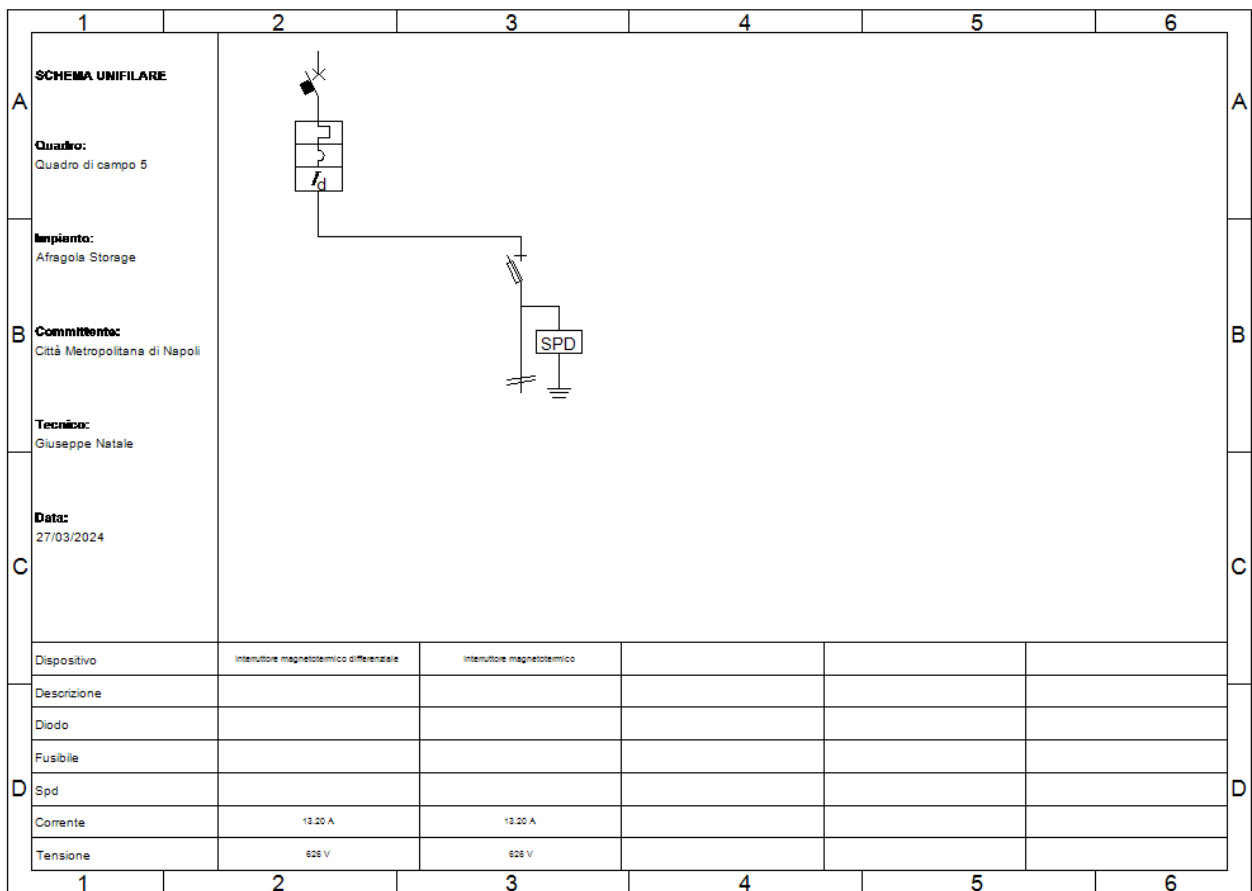 1 2 3 4 5 6
A A
SCHEMA UNIFILARE
Quadro:
Quadro di campo 5
Id
Impianto:
Afragola Storage
B B
Committente:
Città Metropolitana di Napoli
SPD
Tecnico:
Giuseppe Natale
Data:
27/03/2024
C C
Dispositivo Interruttore magnetotermico differenziale Interruttore magnetotermico
Descrizione
Diodo
Fusibile
D Spd D
Corrente 13.20 A 13.20 A
Tensione 626 V 626 V
1 2 3 4 5 6